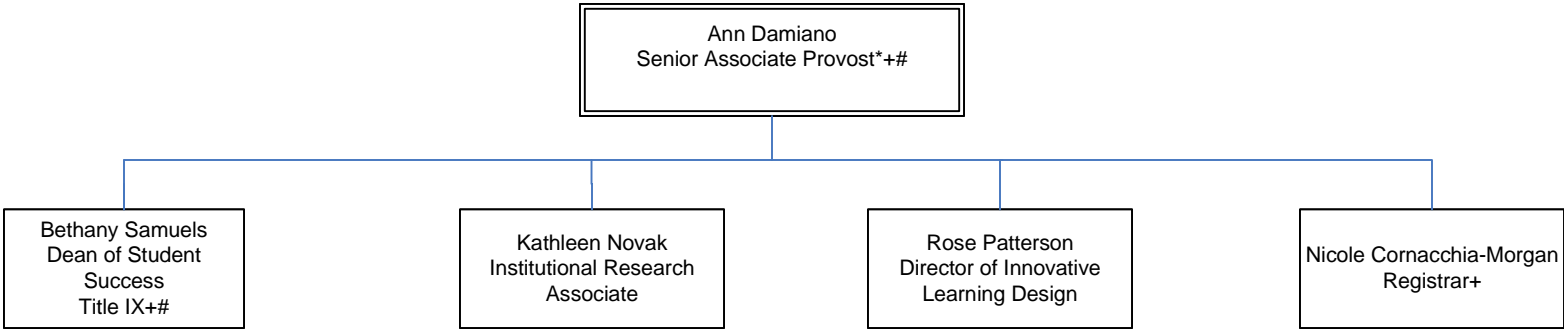 Ann Damiano
Senior Associate Provost*+#
Bethany Samuels
Dean of Student
Success
Title IX+#
Kathleen Novak
Institutional Research
Associate
Rose Patterson
Director of Innovative
Learning Design
Nicole Cornacchia-Morgan
Registrar+